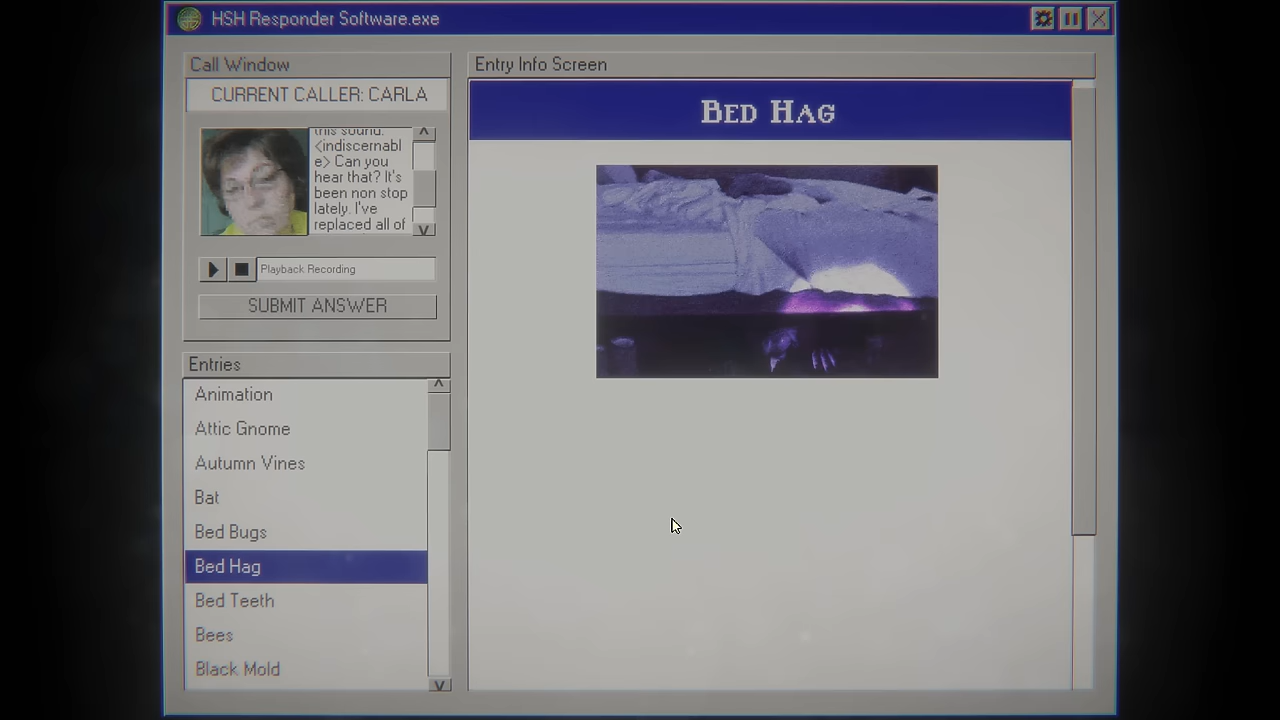 HSH Responder Software.exe
Call Window
CURRENT CALLER: CARLA
this sound.
<indiscernabl
e> Can you
hear that? It's
been non stop
lately. I've
replaced all of
Playback Recording
SUBMIT ANSWER
Entries
Animation
Attic Gnome
Autumn Vines
Bat
Bed Bugs
Bed Hag
Bed Teeth
Bees
Black Mold
Entry Info Screen
Bed Hag